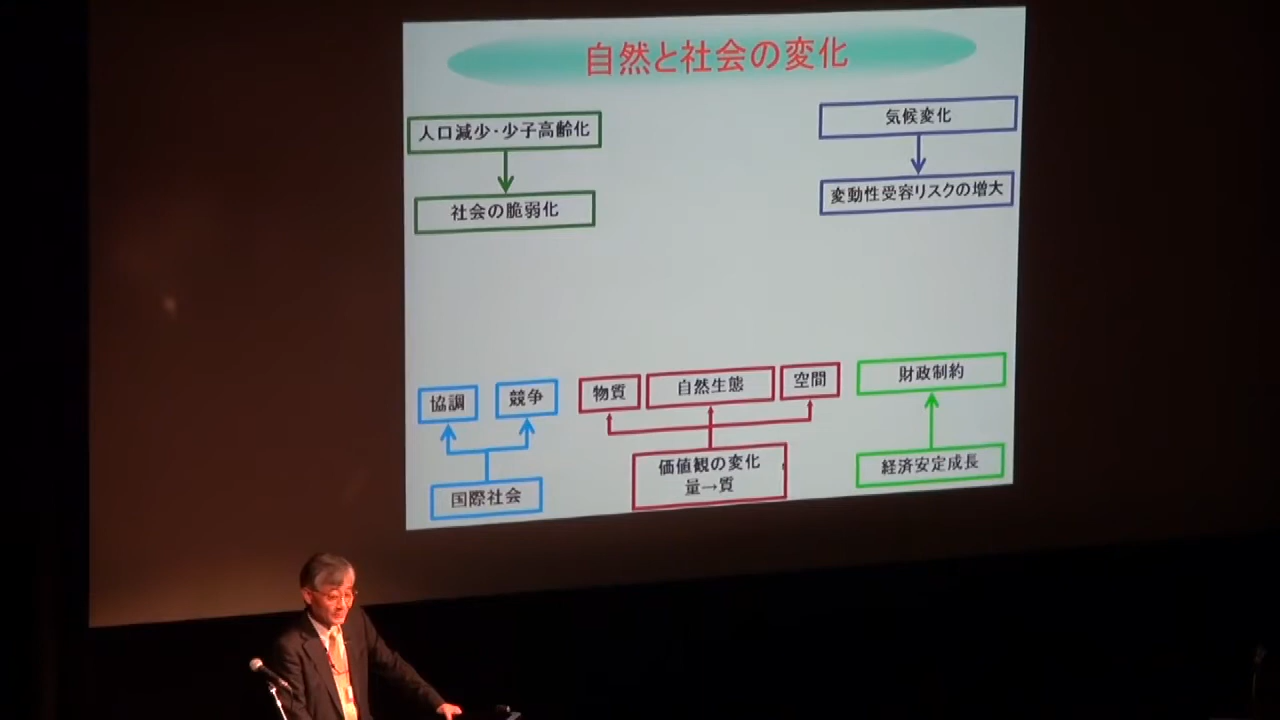 自然と社会の変化
人口減少・少子高齢化
社会の脆弱化
気候変化
変動性受容リスクの増大
協調
競争
国際社会
物質
自然生態
空間
価値観の変化
量→質
財政制約
経済安定成長